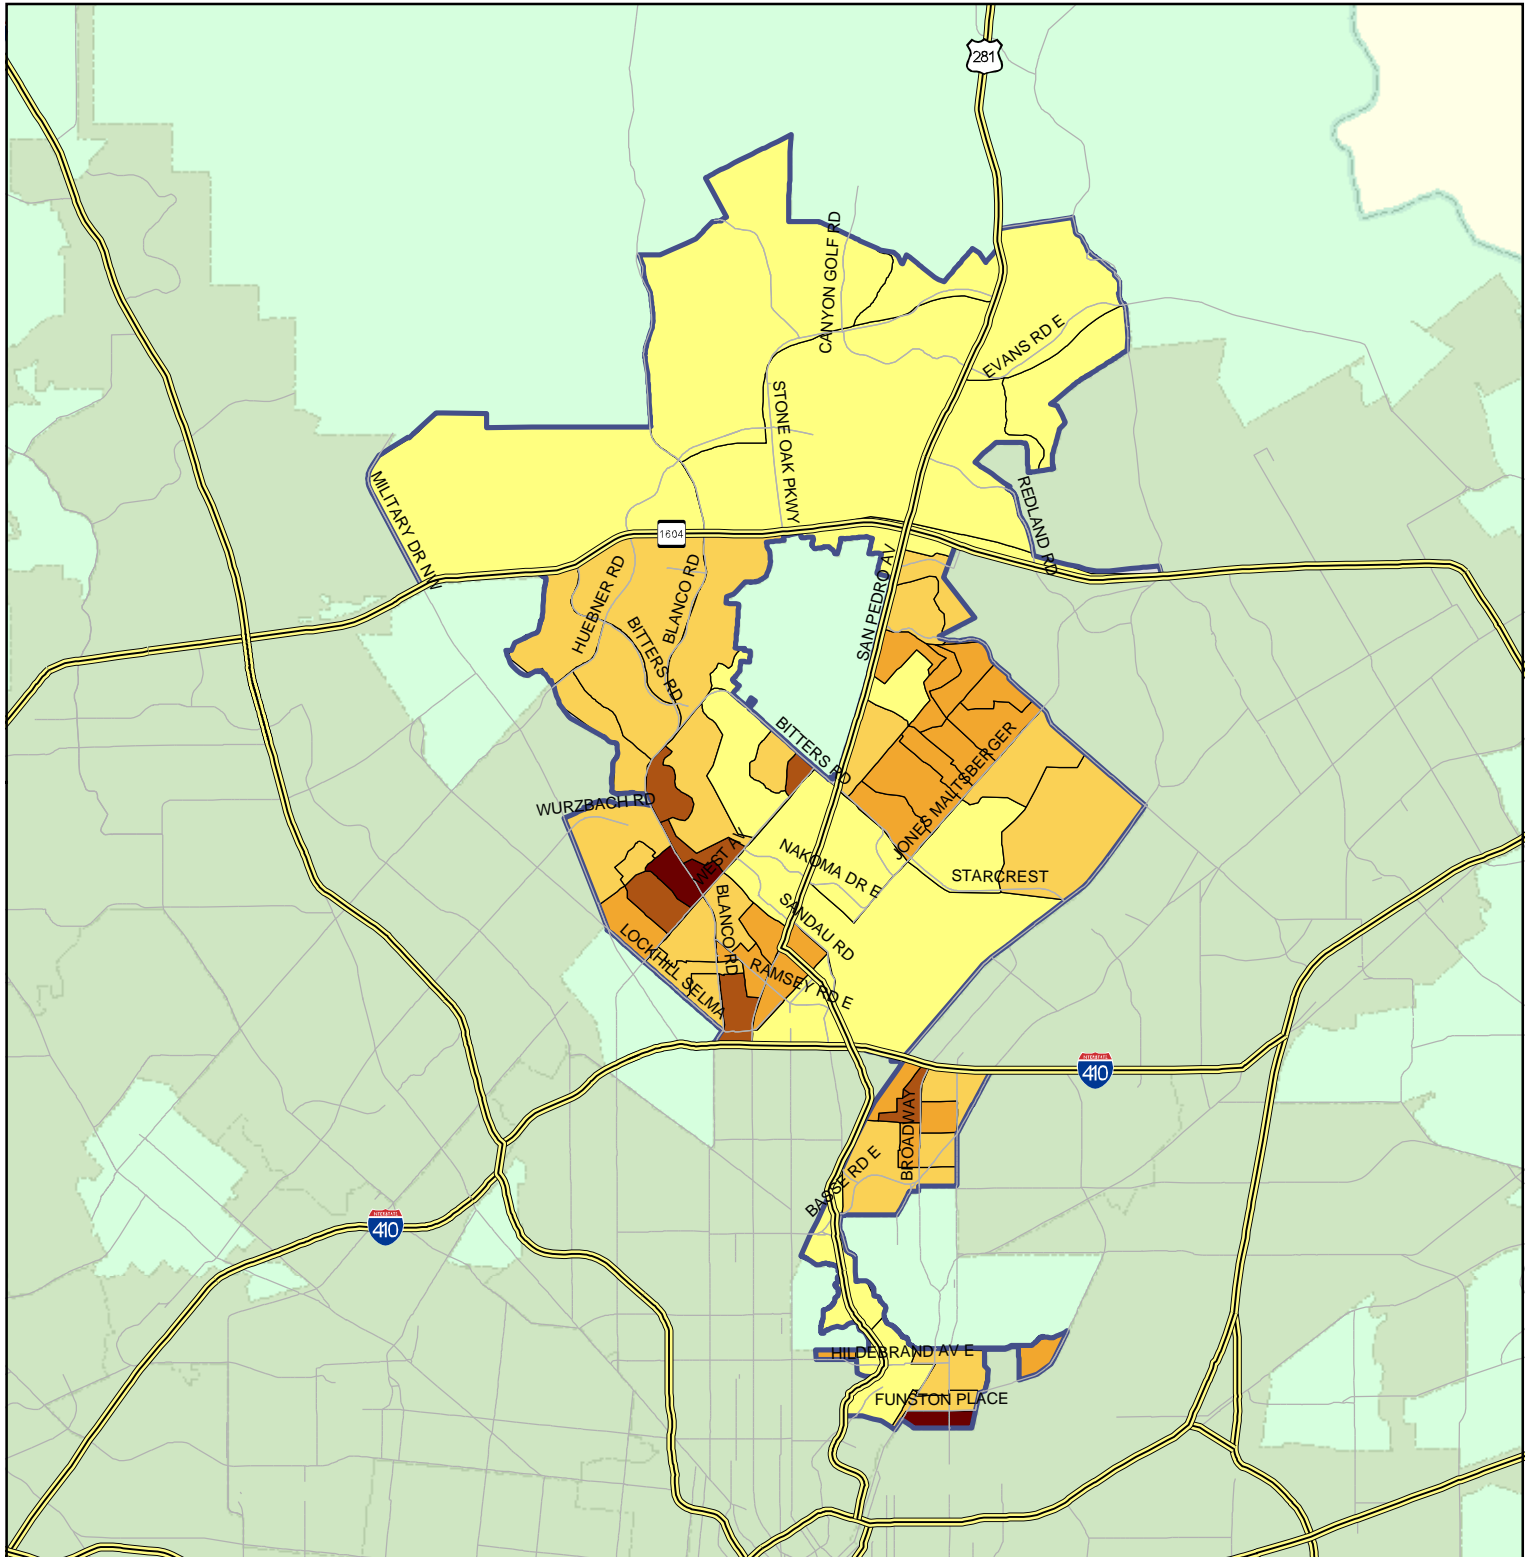 281
CANYON GOLF RD
EVANS RD E
STONE OAK PKWY
MILITARY DR NW
REDLAND RD
1604
HUEBNER RD
BLANCO RD
SAN PEDRO AV
BITTERS RD
BITTERS RD
JONES MALTSBERGER
WURZBACH RD
WEST AV
NAKOMA DR E
STARCREST
BLANCO RD
SANDAU RD
LOCKHILL SELMA
RAMSEY RD E
410
BROADWAY
BASSE RD E
410
HILDEBRAND AV E
FUNSTON PLACE